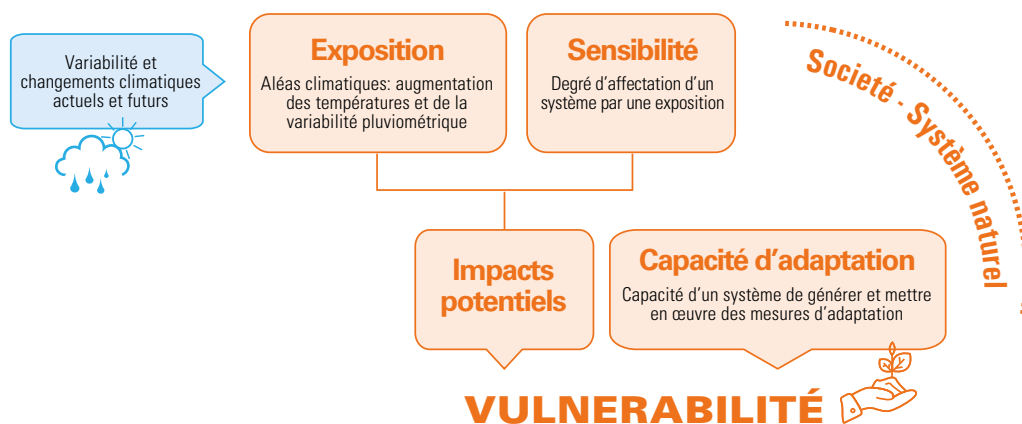 Variabilité et
changements climatiques
actuels et futurs
Exposition
Aléas climatiques: augmentation
des températures et de la
variabilité pluviométrique
Sensibilité
Degré d’affectation d’un
système par une exposition
Societé - Système naturel
Impacts
potentiels
Capacité d’adaptation
Capacité d’un système de générer et mettre
en œuvre des mesures d’adaptation
VULNERABILITÉ